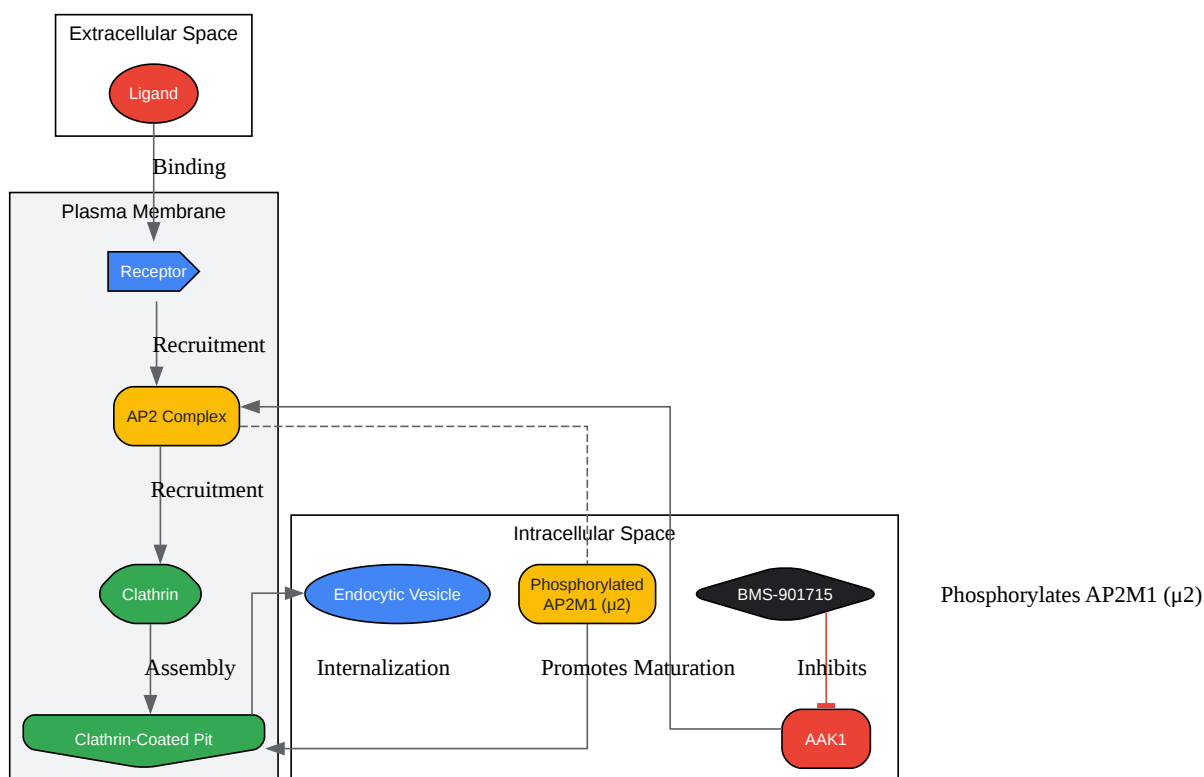 Extracellular Space
Ligand
Binding
Plasma Membrane
Receptor
Recruitment
AP2 Complex
Recruitment
Intracellular Space
Clathrin
Endocytic Vesicle
Phosphorylated
AP2M1 (μ2)
BMS-901715
Phosphorylates AP2M1 (μ2)
Assembly
Internalization
Promotes Maturation
Inhibits
Clathrin-Coated Pit
AAK1